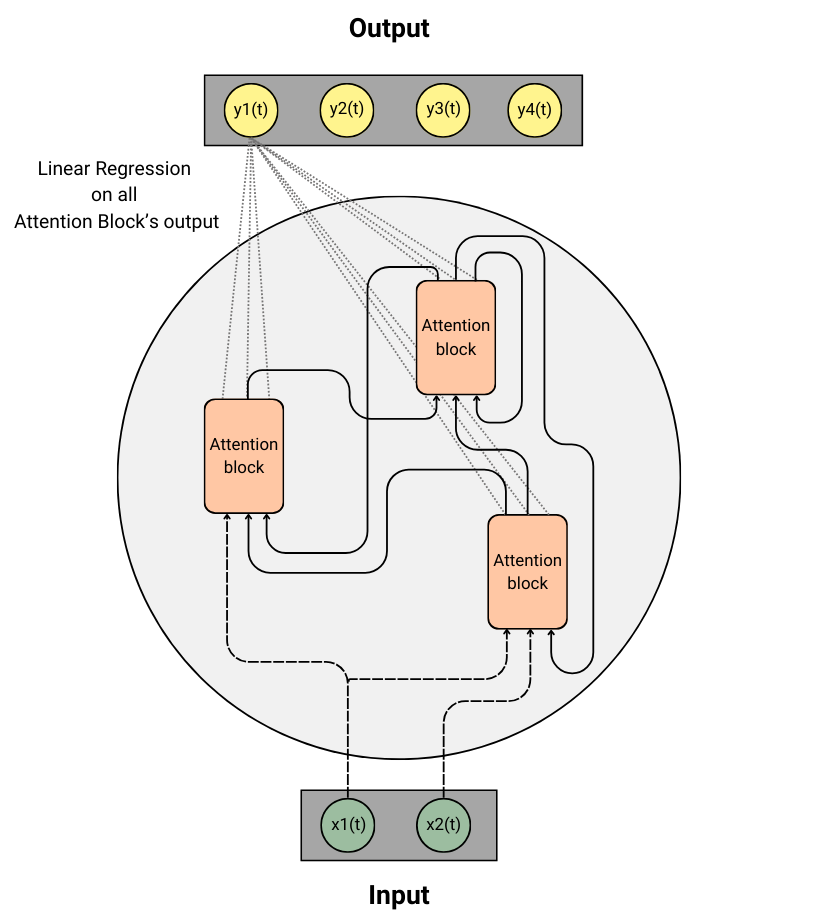 Output
y1(t) y2(t) y3(t) y4(t)
Linear Regression
on all
Attention Block's output
Attention
block
Attention
block
Attention
block
x1(t) x2(t)
Input